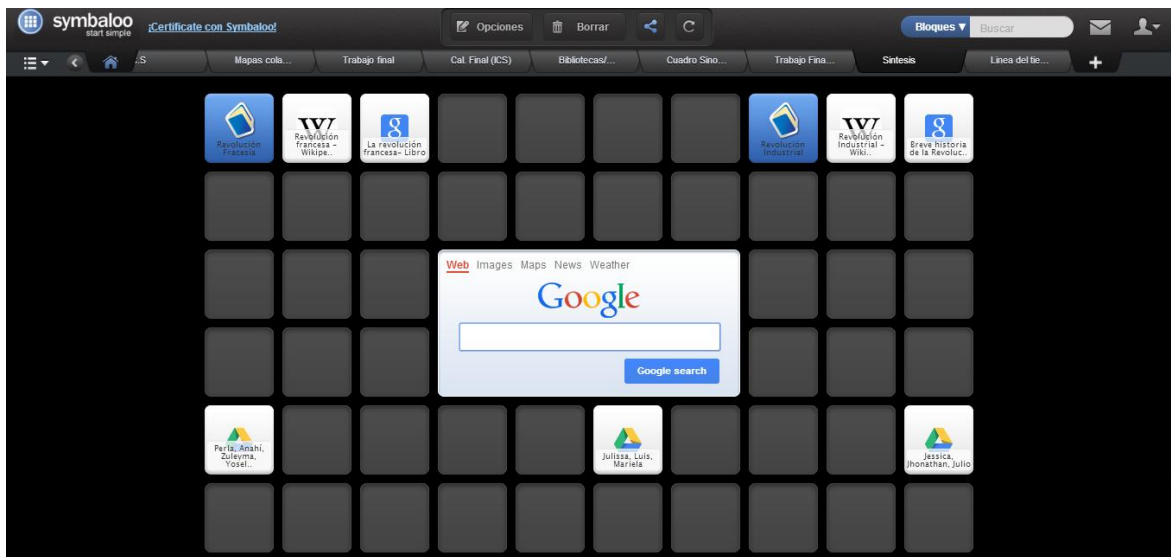 symbaloo
start simple
¡Certificate con Symbaloo!
Opciones
Borrar
Bloques ▼
Buscar
.S
Mapas cola...
Trabajo final
Cal. Final (ICS)
Bibliotecas/...
Cuadro Sino...
Trabajo Fina...
Sintesis
Linea del tie...
Revolución
Fracesia
W
Revolución
francesa –
Wikipe..
g
La revolución
francesa- Libro
Revolución
Industrial
W
Revolución
Industrial –
Wiki..
g
Breve historia
de la Revoluc..
Web Images Maps News Weather
Google
Google search
Perla, Anahí,
Zuleyma,
Yosel..
Julissa, Luis,
Mariela
Jessica,
Jhonathan, Julio